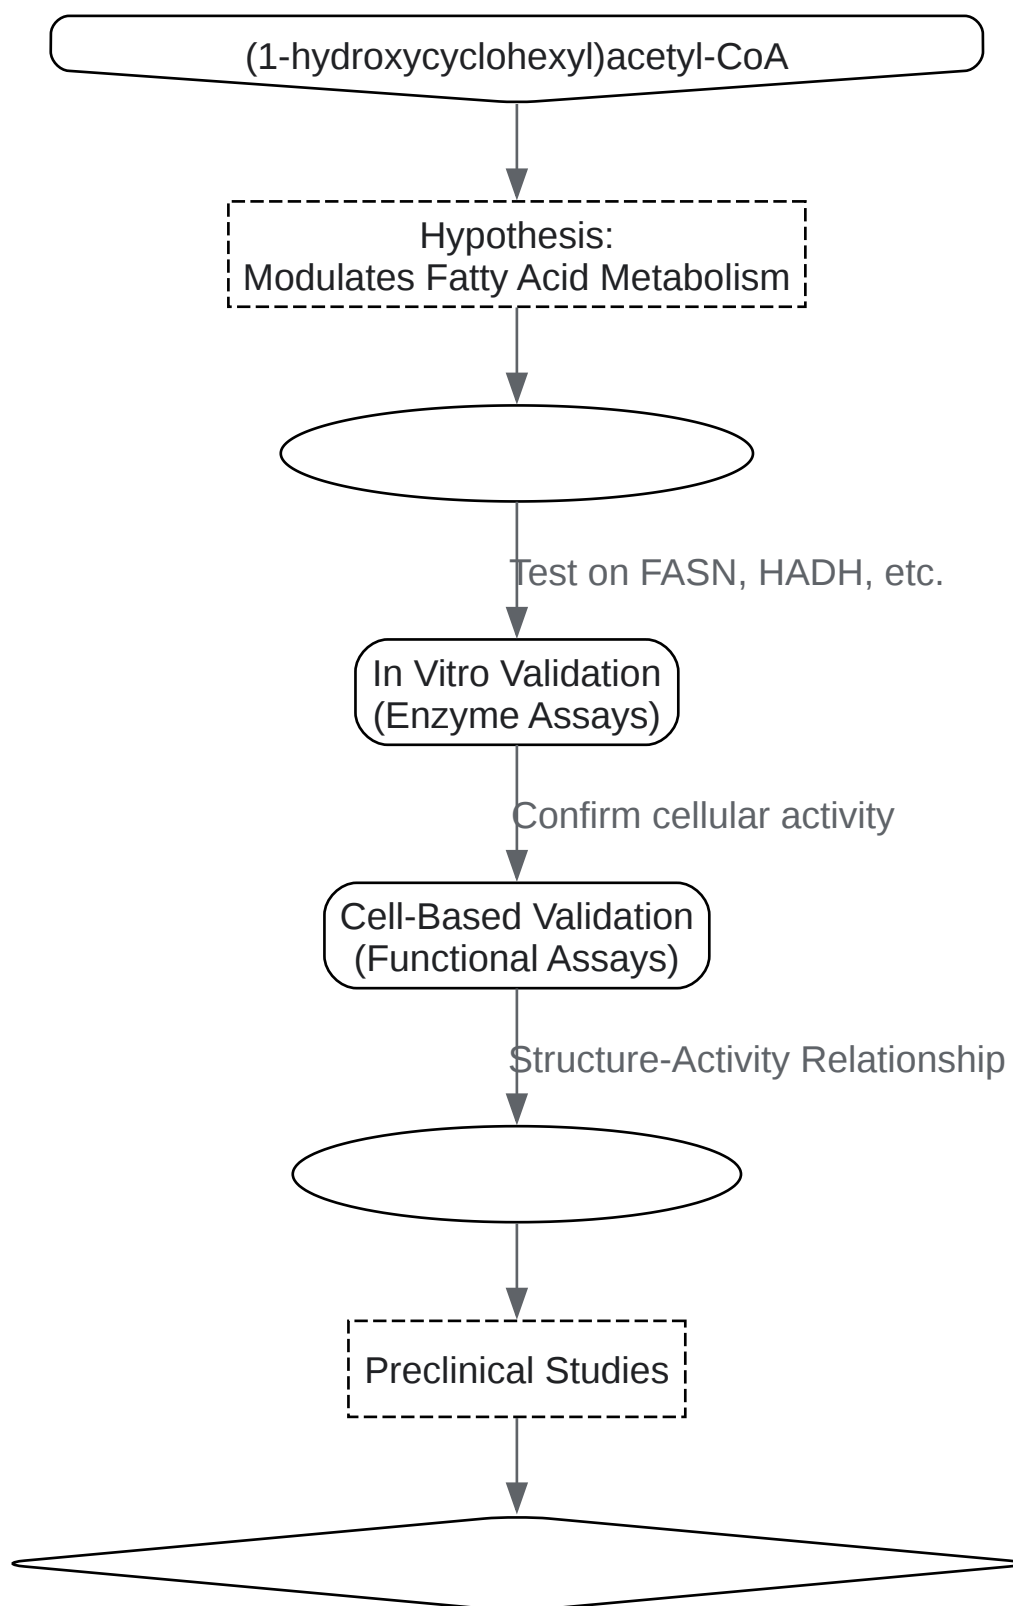 (1-hydroxycyclohexyl)acetyl-CoA
Hypothesis:
Modulates Fatty Acid Metabolism
Test on FASN, HADH, etc.
In Vitro Validation
(Enzyme Assays)
Confirm cellular activity
Cell-Based Validation
(Functional Assays)
Structure-Activity Relationship
Preclinical Studies